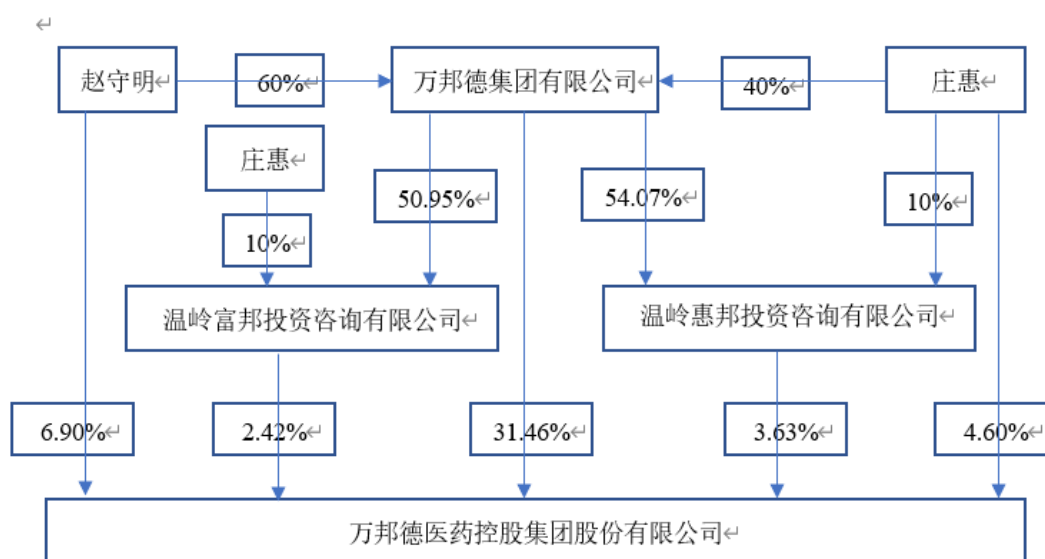 赵守明
60%
万邦德集团有限公司
40%
庄惠
庄惠
50.95%
54.07%
10%
10%
温岭富邦投资咨询有限公司
温岭惠邦投资咨询有限公司
6.90%
2.42%
31.46%
3.63%
4.60%
万邦德医药控股集团股份有限公司